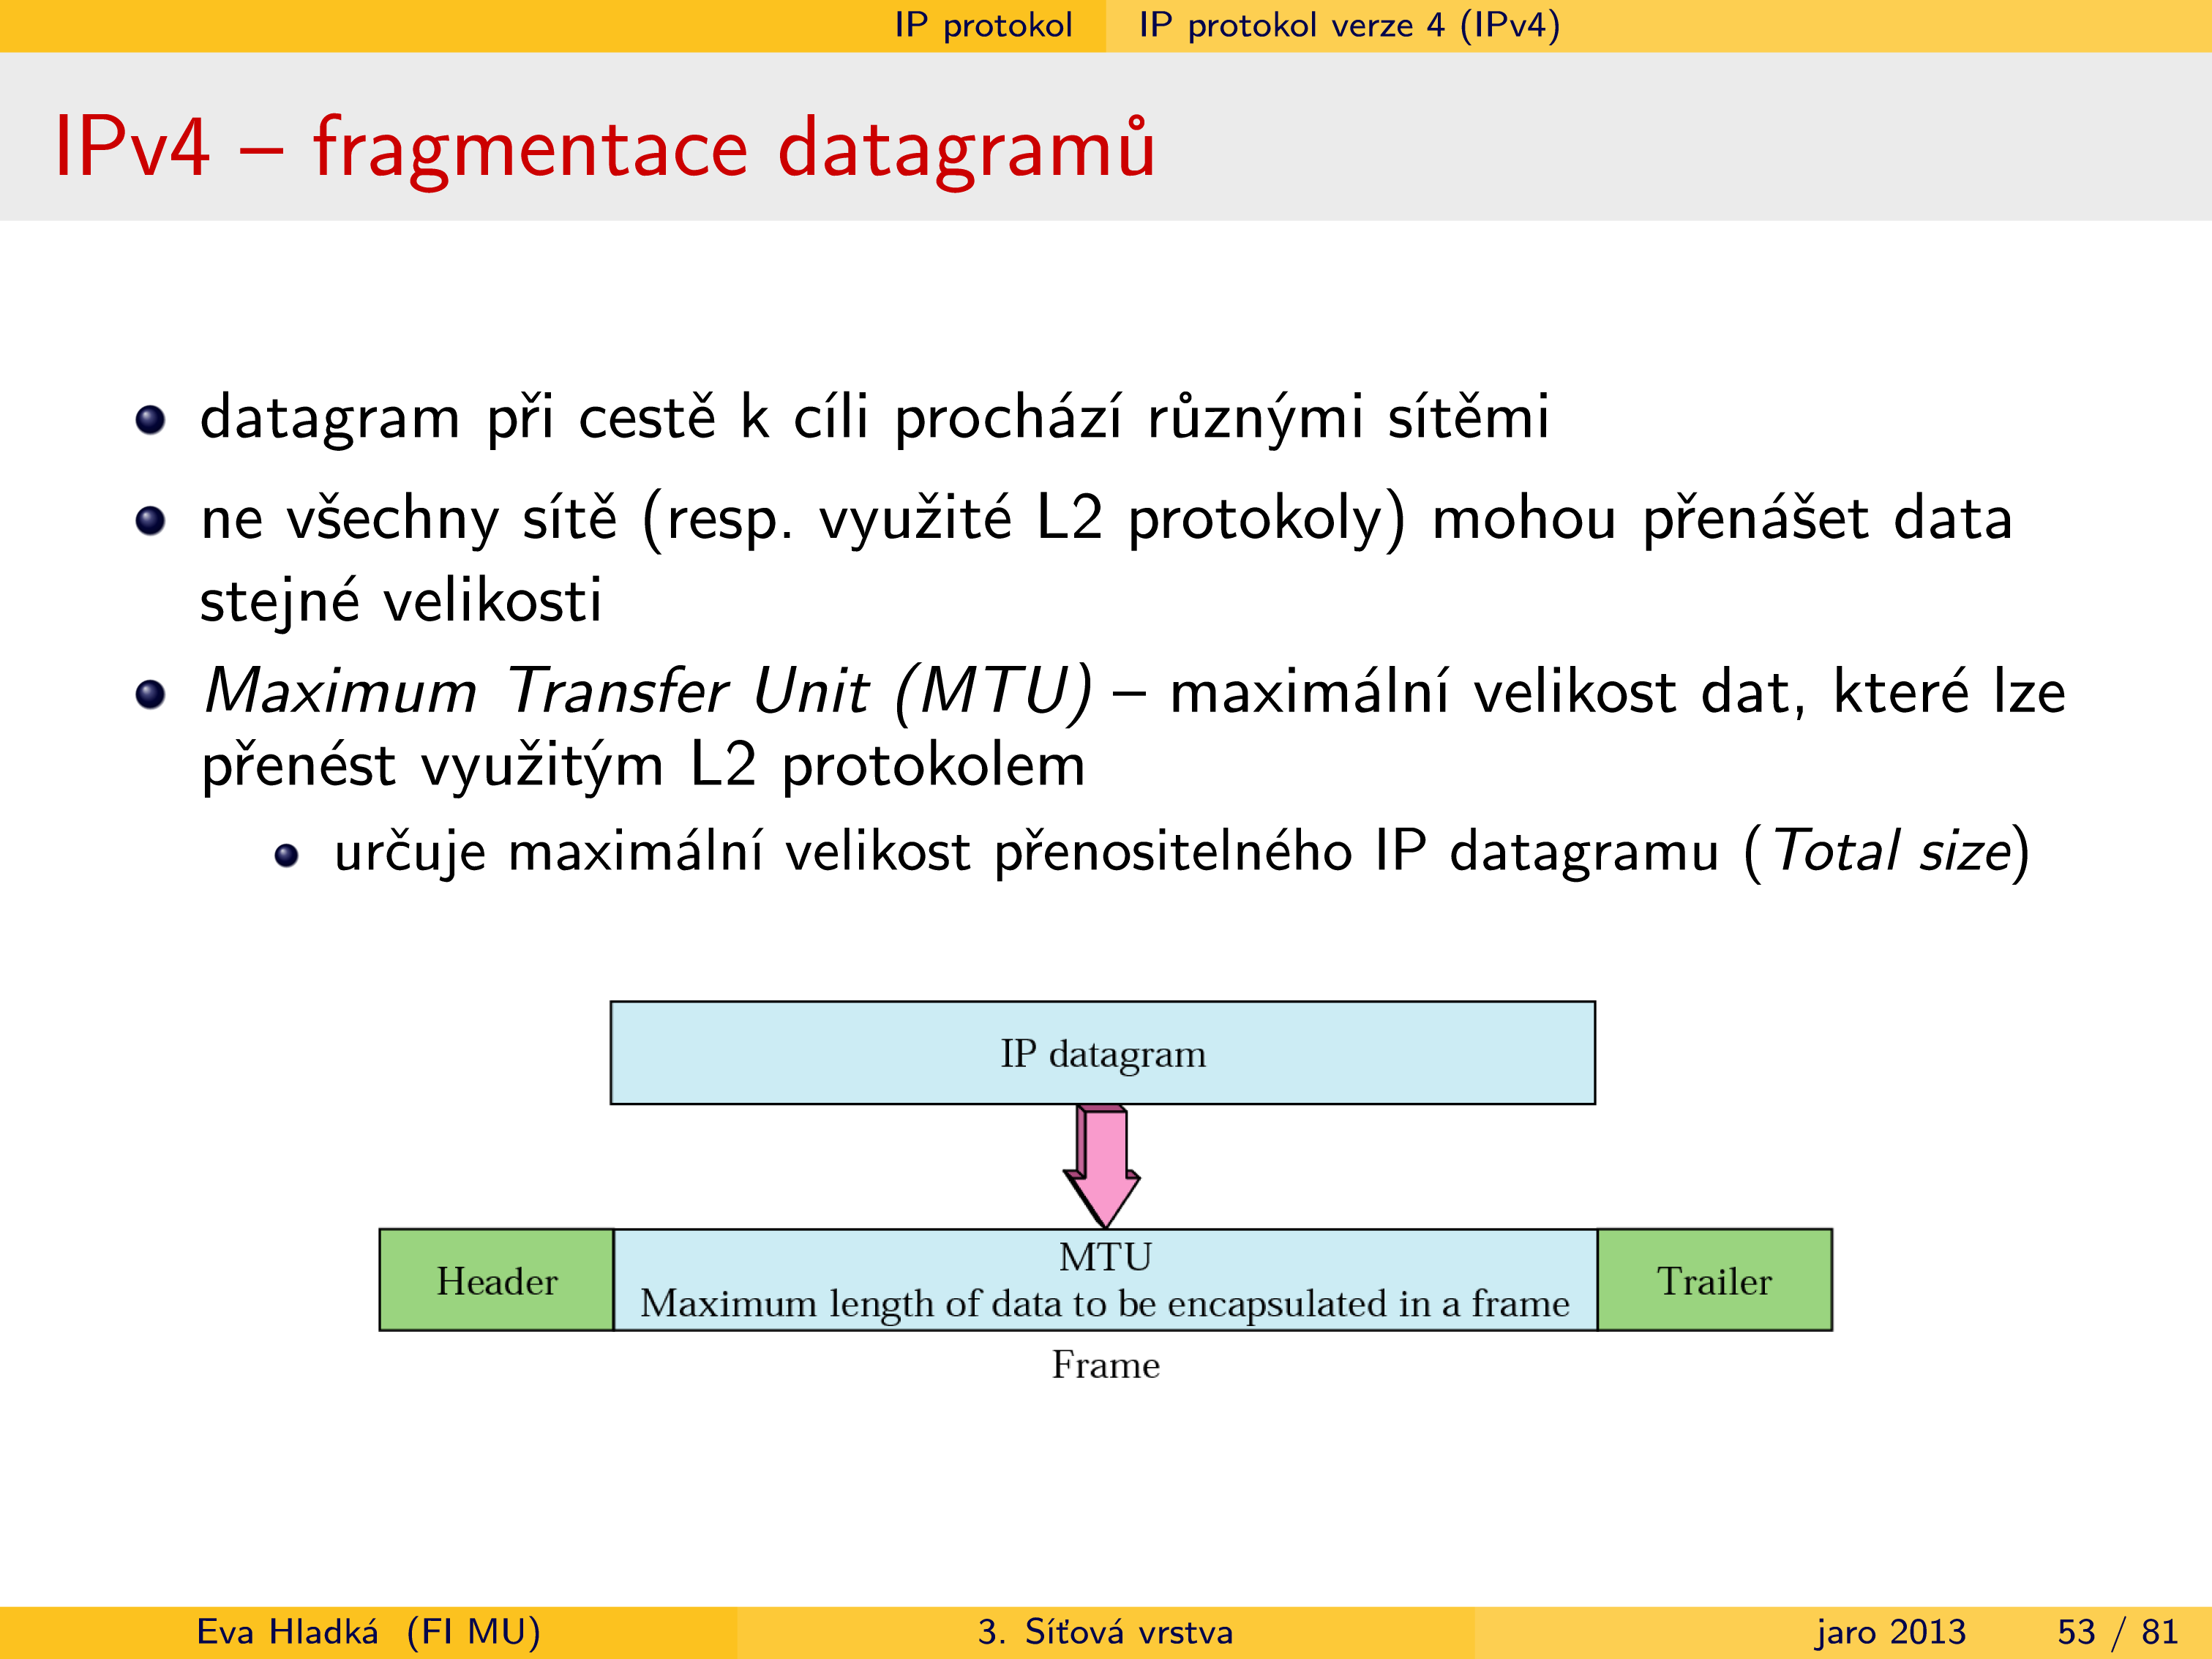 IP protokol IP protokol verze 4 (IPv4)
IPv4 – fragmentace datagramů
datagram při cestě k cíli prochází různými sítěmi
ne všechny sítě (resp. využité L2 protokoly) mohou přenášet data
stejné velikosti
Maximum Transfer Unit (MTU) – maximální velikost dat, které lze
přenést využitým L2 protokolem
určuje maximální velikost přenositelného IP datagramu (Total size)
IP datagram
Header
MTU
Maximum length of data to be encapsulated in a frame
Trailer
Frame
Eva Hladká (FI MU) 3. Síťová vrstva jaro 2013 53 / 81